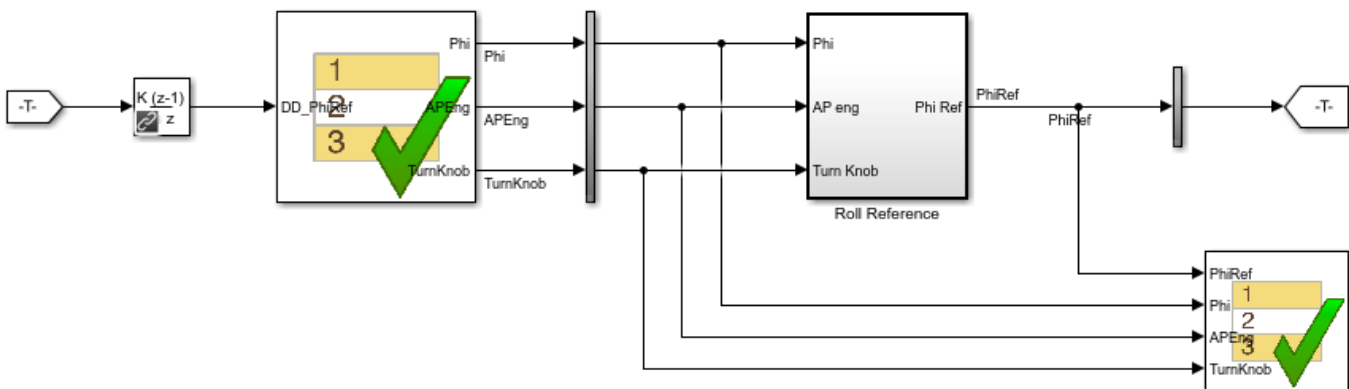 -T-
K (z-1)
z
DD_PhiRef
1
2
3
Phi
APEng
TurnKnob
Phi
APEng
TurnKnob
Phi
AP eng
Turn Knob
Phi Ref
Roll Reference
PhiRef
PhiRef
-T-
PhiRef
Phi
APEng
TurnKnob
1
2
3